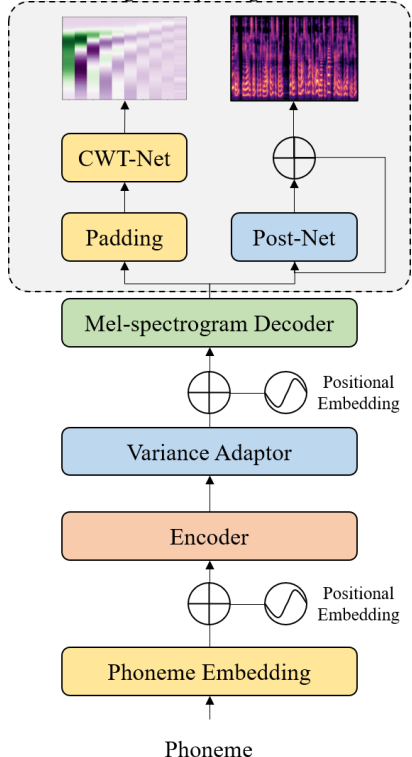 CWT-Net
Padding
Post-Net
Mel-spectrogram Decoder
Positional
Embedding
Variance Adaptor
Encoder
Positional
Embedding
Phoneme Embedding
Phoneme